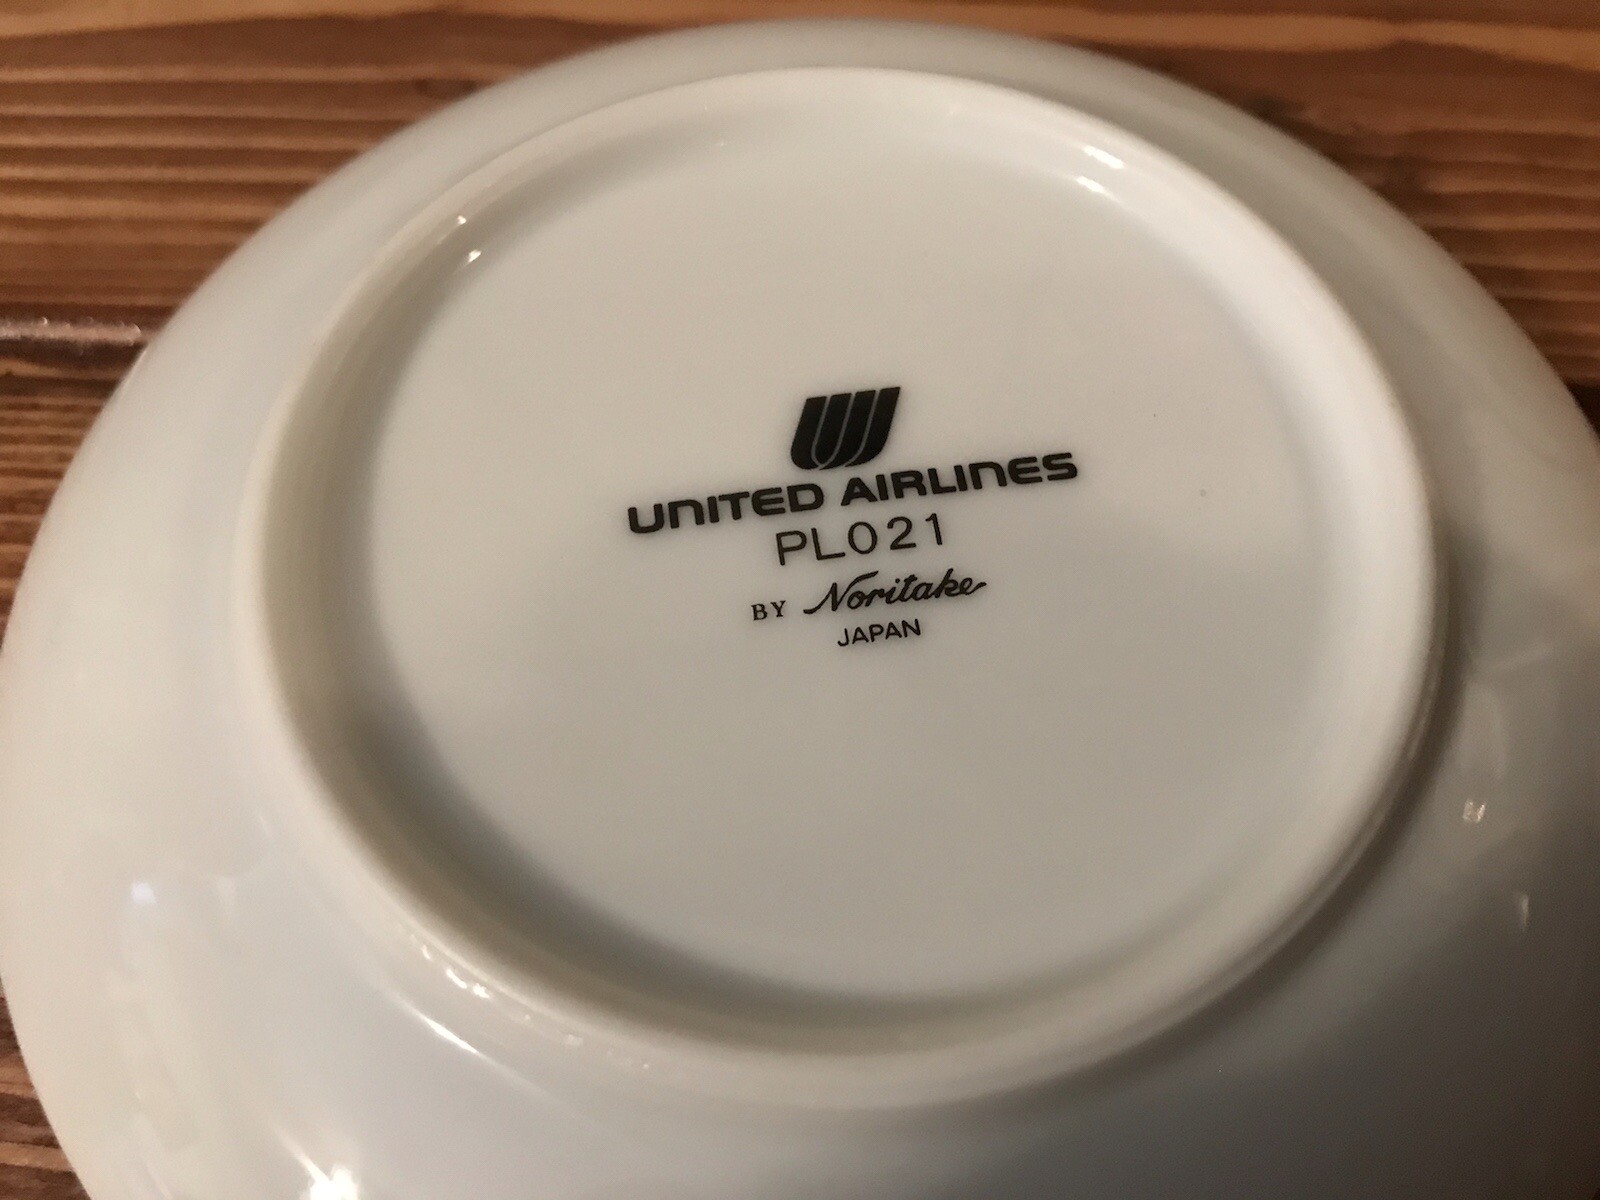 UNITED AIRLINES
PL021
BY Noritake
JAPAN